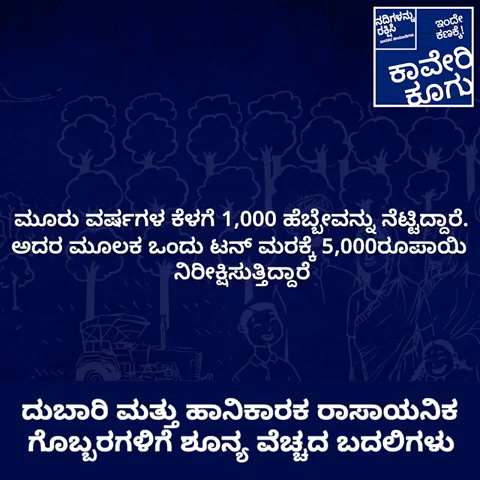 ನದಿಗಳನ್ನು
ರಕ್ಷಿಸಿ
ಇಂದೇ
ಕಣಕ್ಕೆ!
ಕಾವೇರಿ
ಕೂಗು
ಮೂರು ವರ್ಷಗಳ ಕೆಳಗೆ 1,000 ಹೆಬ್ಬೇವನ್ನು ನೆಟ್ಟಿದ್ದಾರೆ.
ಅದರ ಮೂಲಕ ಒಂದು ಟನ್ ಮರಕ್ಕೆ 5,000ರೂಪಾಯಿ
ನಿರೀಕ್ಷಿಸುತ್ತಿದ್ದಾರೆ
ದುಬಾರಿ ಮತ್ತು ಹಾನಿಕಾರಕ ರಾಸಾಯನಿಕ
ಗೊಬ್ಬರಗಳಿಗೆ ಶೂನ್ಯ ವೆಚ್ಚದ ಬದಲಿಗಳು